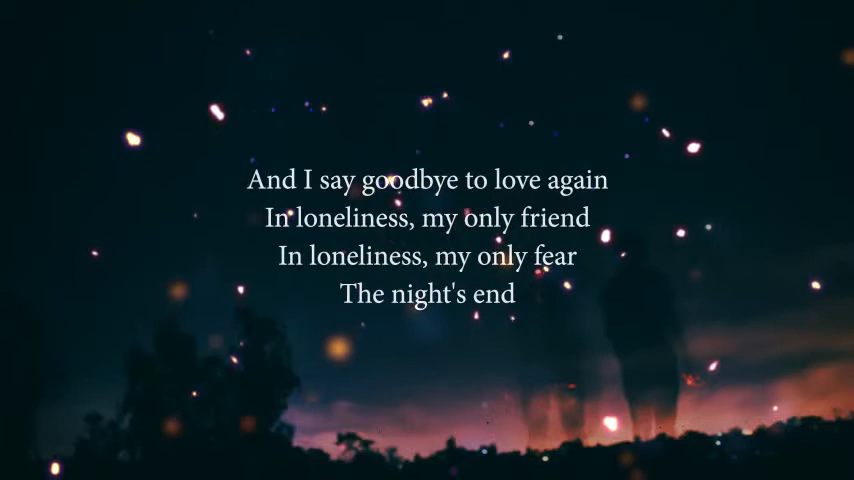 And I say goodbye to love again
In loneliness, my only friend
In loneliness, my only fear
The night's end